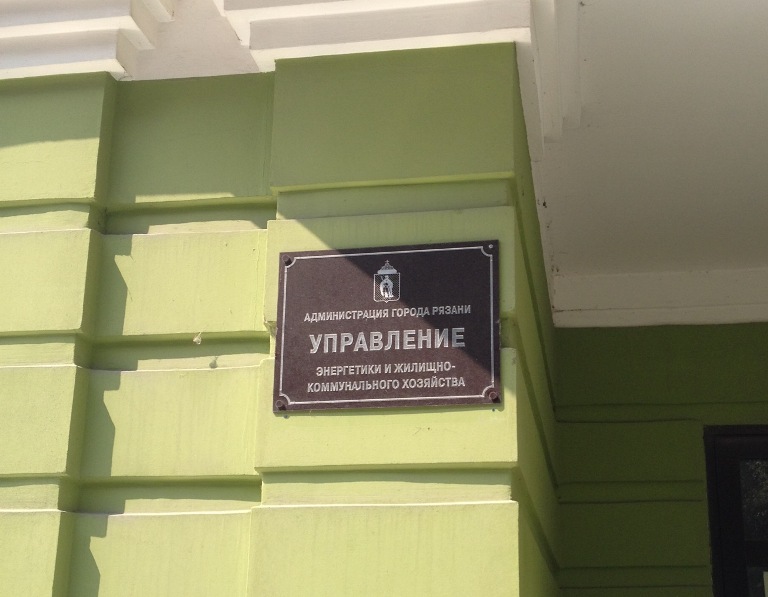 АДМИНИСТРАЦИЯ ГОРОДА РЯЗАНИ
УПРАВЛЕНИЕ
ЭНЕРГЕТИКИ И ЖИЛИЩНО-
КОММУНАЛЬНОГО ХОЗЯЙСТВА